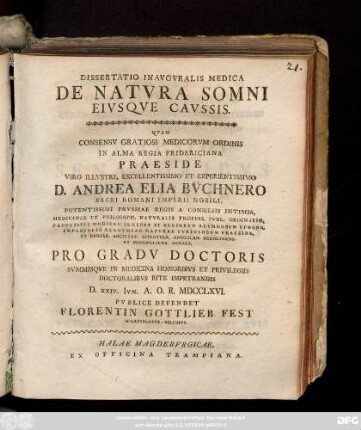 21.
DISSERTATIO INAVGVRALIS MEDICA
DE NATVRA SOMNI
EIVSQVE CAVSSIS.
QVAM
CONSENSV GRATIOSI MEDICORVM ORDINIS
IN ALMA REGIA FRIDERICIANA
PRAESIDE
VIRO ILLVSTRI, EXCELLENTISSIMO ET EXPERIENTISSIMO
D. ANDREA ELIA BVCHNERO
SACRI ROMANI IMPERII NOBILI,
POTENTISSIMI PRVSSIAE REGIS A CONSILIIS INTIMIS,
MEDICINAE ET PHILOSOPH. NATVRALIS PROFESS. PVBL. ORDINARIO,
PRO GRADV DOCTORIS
SVMMISQVE IN MEDICINA HONORIBVS ET PRIVILEGIIS
DOCTORALIBVS RITE IMPETRANDIS
D. XXIV. IVN. A. O. R. MDCCLXVI.
PVBLICE DEFENDET
FLORENTIN GOTTLIEB FEST
HALAE MAGDEBVRGICAE.
EX OFFICINA TRAMPIANA.